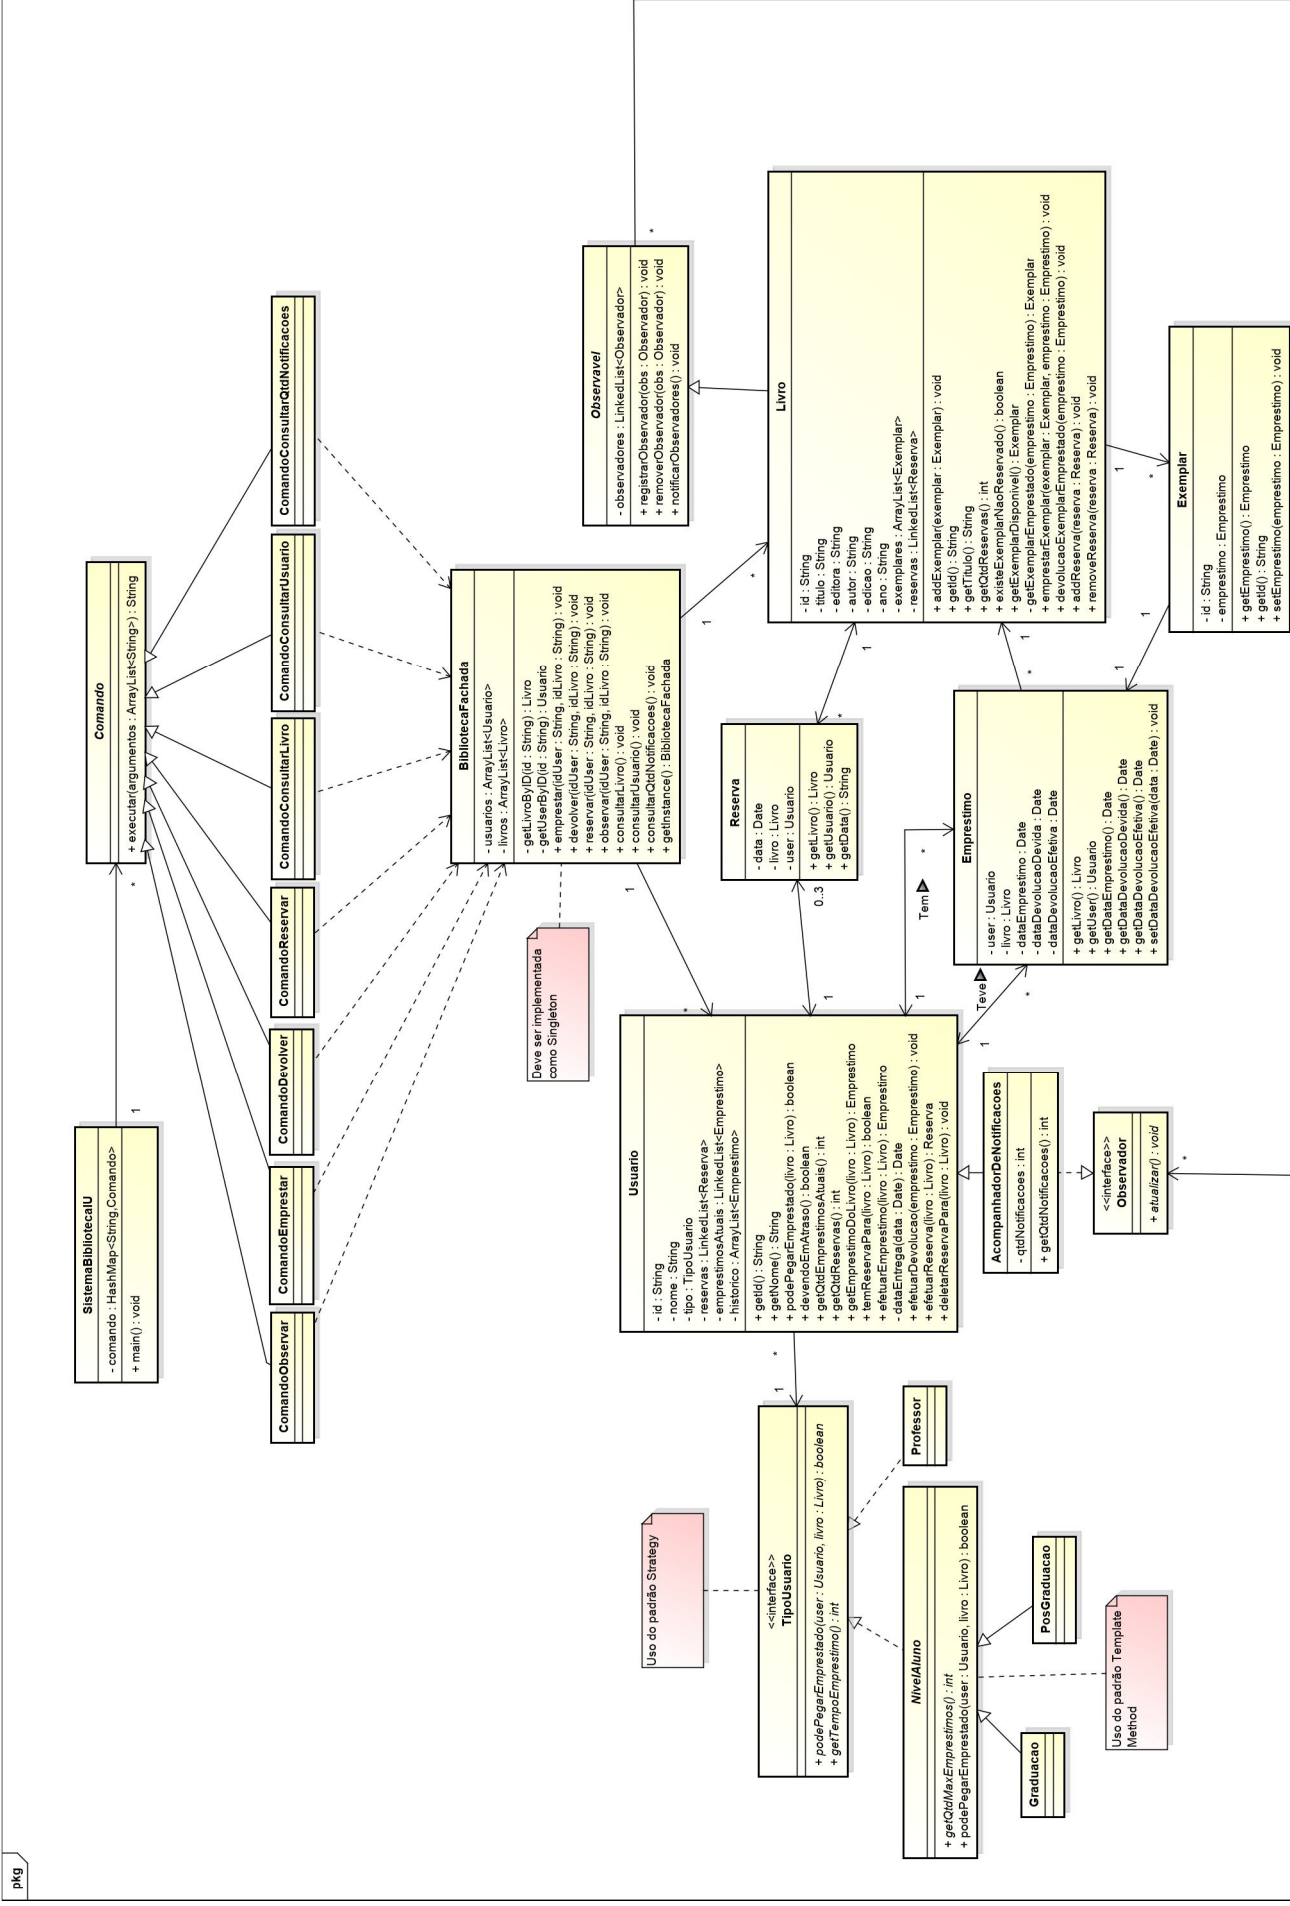 pkg
SistemaBibliotecaIU
- comando : HashMap<String,Comando>
+ main() : void
1
*
Comando
+ executar(argumentos : ArrayList<String>) : String
ComandoObservar
ComandoEmprestar
ComandoDevolver
ComandoReservar
ComandoConsultarLivro
ComandoConsultarUsuario
ComandoConsultarQtdNotificacoes
BibliotecaFachada
- usuarios : ArrayList<Usuario>
- livros : ArrayList<Livro>
- getLivroByID(id : String) : Livro
- getUserByID(id : String) : Usuaric
+ emprestar(idUser : String, idLivro : String) : void
+ devolver(idUser : String, idLivro : String) : void
+ reservar(idUser : String, idLivro : String) : void
+ observar(idUser : String, idLivro : String) : void
+ consultarLivro() : void
+ consultarUsuario() : void
+ consultarQtdNotificacoes() : void
+ getInstance() : BibliotecaFachada
Deve ser implementada
como Singleton
1
*
1
*
Observavel
- observadores : LinkedList<Observador>
+ registrarObservador(obs : Observador) : void
+ removerObservador(obs : Observador) : void
+ notificarObservadores() : void
*
Uso do padrão Strategy
<<interface>>
TipoUsuario
+ podePegarEmprestado(user : Usuario, livro : Livro) : boolean
+ getTempoEmprestimo() : int
1
*
Usuario
- id : String
- nome : String
- tipo : TipoUsuario
- reservas : LinkedList<Reserva>
- emprestimosAtuais : LinkedList<Emprestimo>
- historico : ArrayList<Emprestimo>
+ getId() : String
+ getNome() : String
+ podePegarEmprestado(livro : Livro) : boolean
+ devendoEmAtraso() : boolean
+ getQtdEmprestimosAtuais() : int
+ getQtdReservas() : int
+ getEmprestimoDoLivro(livro : Livro) : Emprestimo
+ temReservaPara(livro : Livro) : boolean
+ efetuarEmprestimo(livro : Livro) : Emprestimo
- dataEntrega(data : Date) : Date
+ efetuarDevolucao(emprestimo : Emprestimo) : void
+ efetuarReserva(livro : Livro) : Reserva
+ deletarReservaPara(livro : Livro) : void
1
0..3
Reserva
- data : Date
- livro : Livro
- user : Usuario
+ getLivro() : Livro
+ getUsuario() : Usuario
+ getData() : String
*
1
Livro
- id : String
- titulo : String
- editora : String
- autor : String
- edicao : String
- ano : String
- exemplares : ArrayList<Exemplar>
- reservas : LinkedList<Reserva>
+ addExemplar(exemplar : Exemplar) : void
+ getId() : String
+ getTitulo() : String
+ getQtdReservas() : int
+ existeExemplarNaoReservado() : boolean
+ getExemplarDisponivel() : Exemplar
- getExemplarEmprestado(emprestimo : Emprestimo) : Exemplar
+ emprestarExemplar(exemplar : Exemplar, emprestimo : Emprestimo) : void
+ devolucaoExemplarEmprestado(emprestimo : Emprestimo) : void
+ addReserva(reserva : Reserva) : void
+ removeReserva(reserva : Reserva) : void
Professor
NivelAluno
+ getQtdMaxEmprestimos() : int
+ podePegarEmprestado(user : Usuario, livro : Livro) : boolean
Graduacao
PosGraduacao
Uso do padrão Template
Method
1
Tem
*
1
Teve
*
Emprestimo
- user : Usuario
- livro : Livro
- dataEmprestimo : Date
- dataDevolucaoDevida : Date
- dataDevolucaoEfetiva : Date
+ getLivro() : Livro
+ getUser() : Usuario
+ getDataEmprestimo() : Date
+ getDataDevolucaoDevida() : Date
+ getDataDevolucaoEfetiva() : Date
+ setDataDevolucaoEfetiva(data : Date) : void
*
1
1
1
1
*
AcompanhadorDeNotificacoes
- qtdNotificacoes : int
+ getQtdNotificacoes() : int
<<interface>>
Observador
+ atualizar() : void
*
Exemplar
- id : String
- emprestimo : Emprestimo
+ getEmprestimo() : Emprestimo
+ getId() : String
+ setEmprestimo(emprestimo : Emprestimo) : void